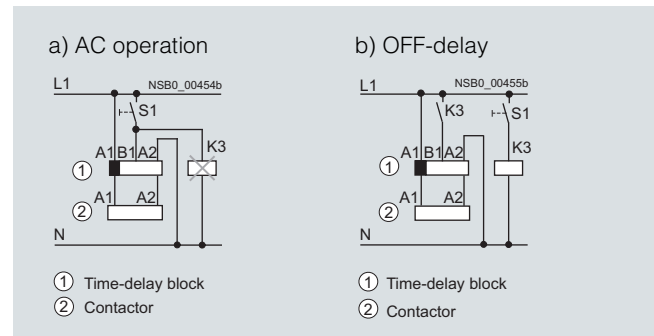 a) AC operation
L1 NSB0_00454b
S1
K3
A1 B1 A2
1
A1 A2
2
N
1 Time-delay block
2 Contactor
b) OFF-delay
L1 NSB0_00455b
K3 S1
K3
A1 B1 A2
1
A1 A2
2
N
1 Time-delay block
2 Contactor